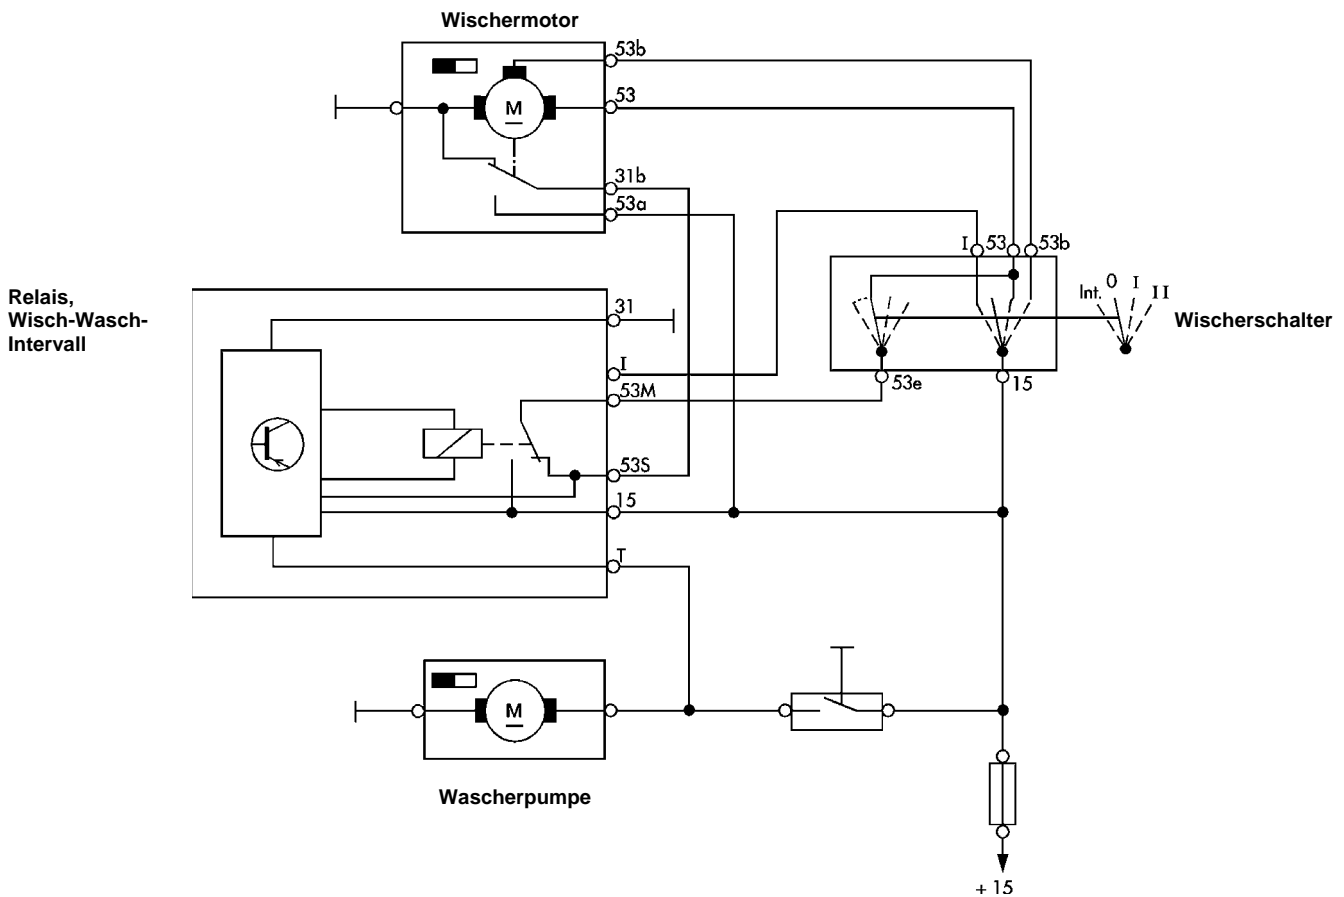 Wischermotor
53b
M
53
31b
53a
I 53 53b
Int. 0 I II
Wischerschalter
53e
15
Relais,
Wisch-Wasch-
Intervall
31
I
53M
53S
15
T
M
Wascherpumpe
+ 15